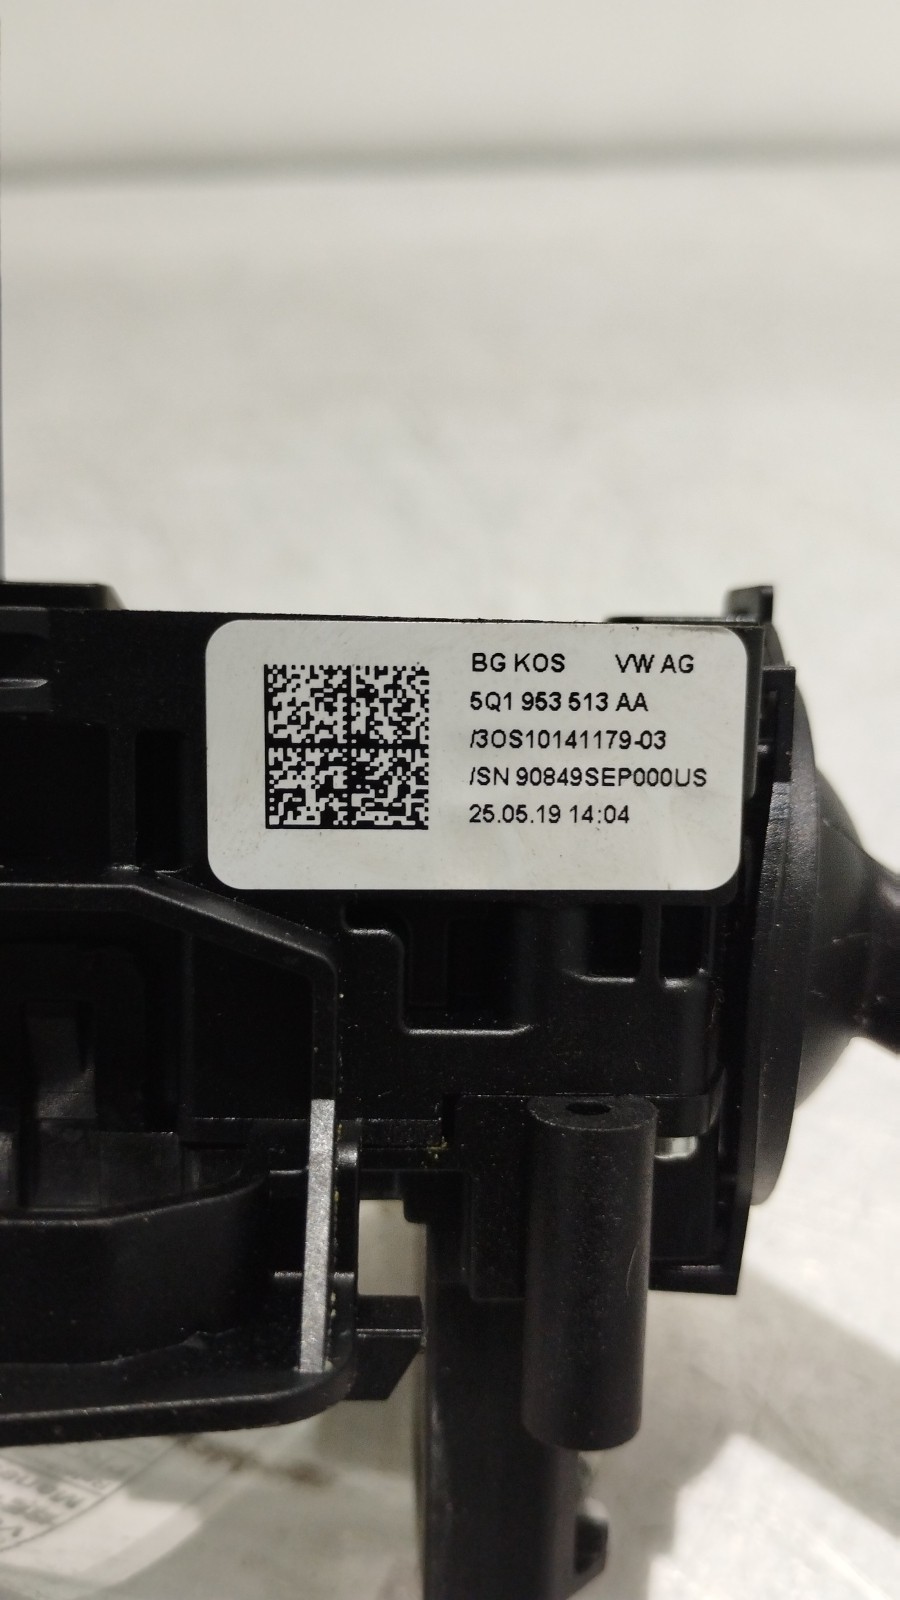 BG KOS VW AG
5Q1 953 513 AA
/3OS10141179-03
/SN 90849SEP000US
25.05.19 14:04